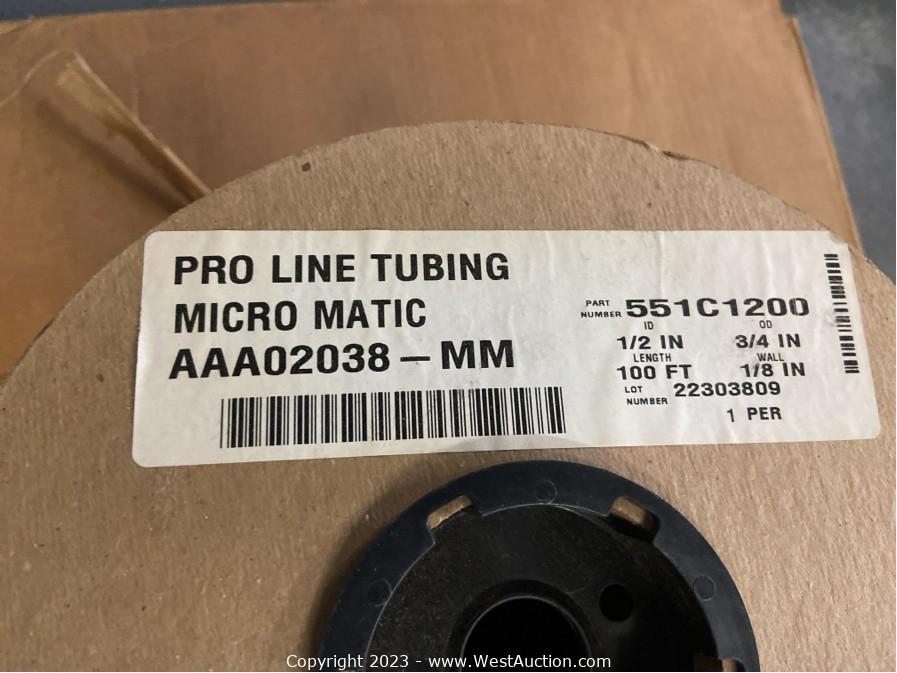 PRO LINE TUBING
MICRO MATIC
AAA02038-MM
PART NUMBER 551C1200
ID OD
1/2 IN 3/4 IN
LENGTH WALL
100 FT 1/8 IN
LOT NUMBER 22303809
1 PER
Copyright 2023 - www.WestAuction.com